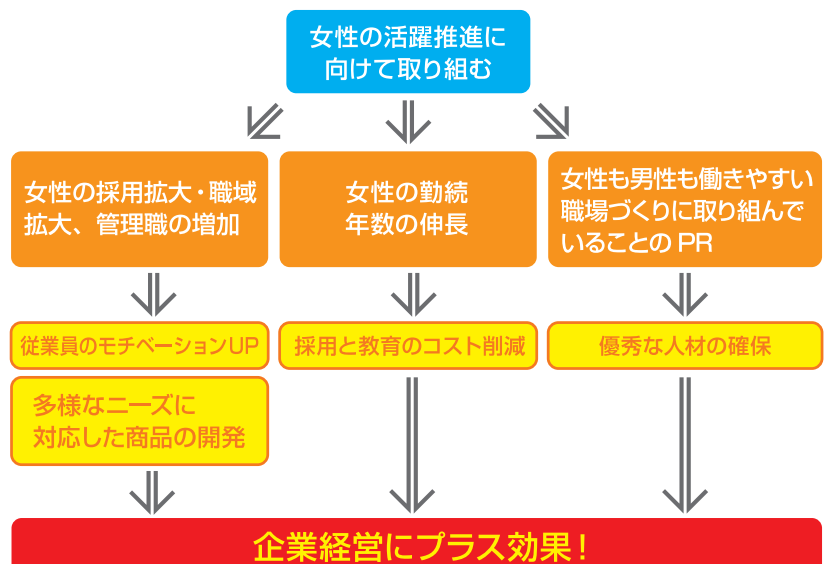 女性の活躍推進に
向けて取り組む
女性の採用拡大・職域
拡大、管理職の増加
女性の勤続
年数の伸長
女性も男性も働きやすい
職場づくりに取り組んで
いることの PR
従業員のモチベーションUP
採用と教育のコスト削減
優秀な人材の確保
多様なニーズに
対応した商品の開発
企業経営にプラス効果!